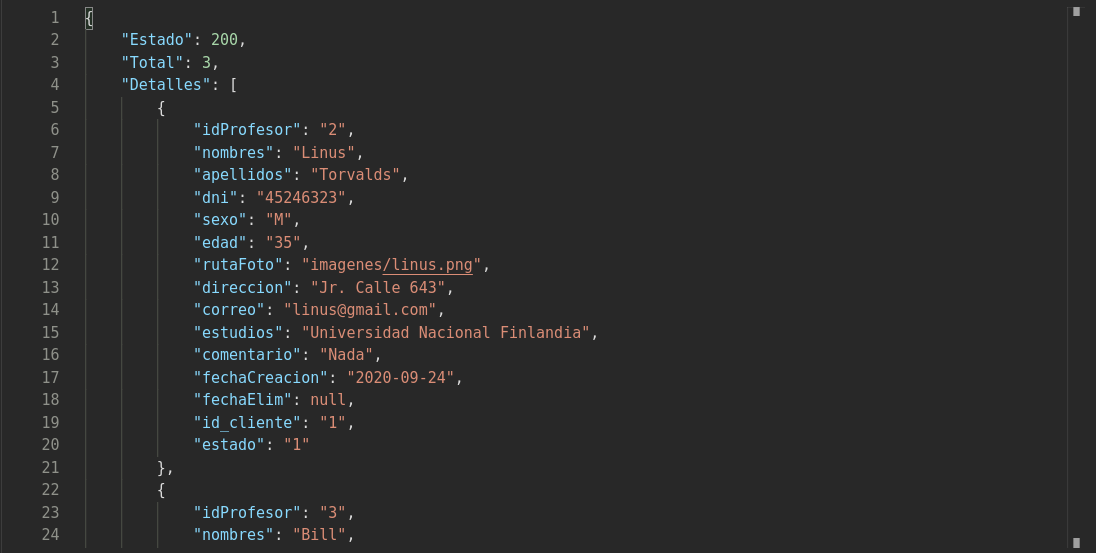 1 {
2 "Estado": 200,
3 "Total": 3,
4 "Detalles": [
5 {
6 "idProfesor": "2",
7 "nombres": "Linus",
8 "apellidos": "Torvalds",
9 "dni": "45246323",
10 "sexo": "M",
11 "edad": "35",
12 "rutaFoto": "imagenes/linus.png",
13 "direccion": "Jr. Calle 643",
14 "correo": "linus@gmail.com",
15 "estudios": "Universidad Nacional Finlandia",
16 "comentario": "Nada",
17 "fechaCreacion": "2020-09-24",
18 "fechaElim": null,
19 "id_cliente": "1",
20 "estado": "1"
21 },
22 {
23 "idProfesor": "3",
24 "nombres": "Bill",